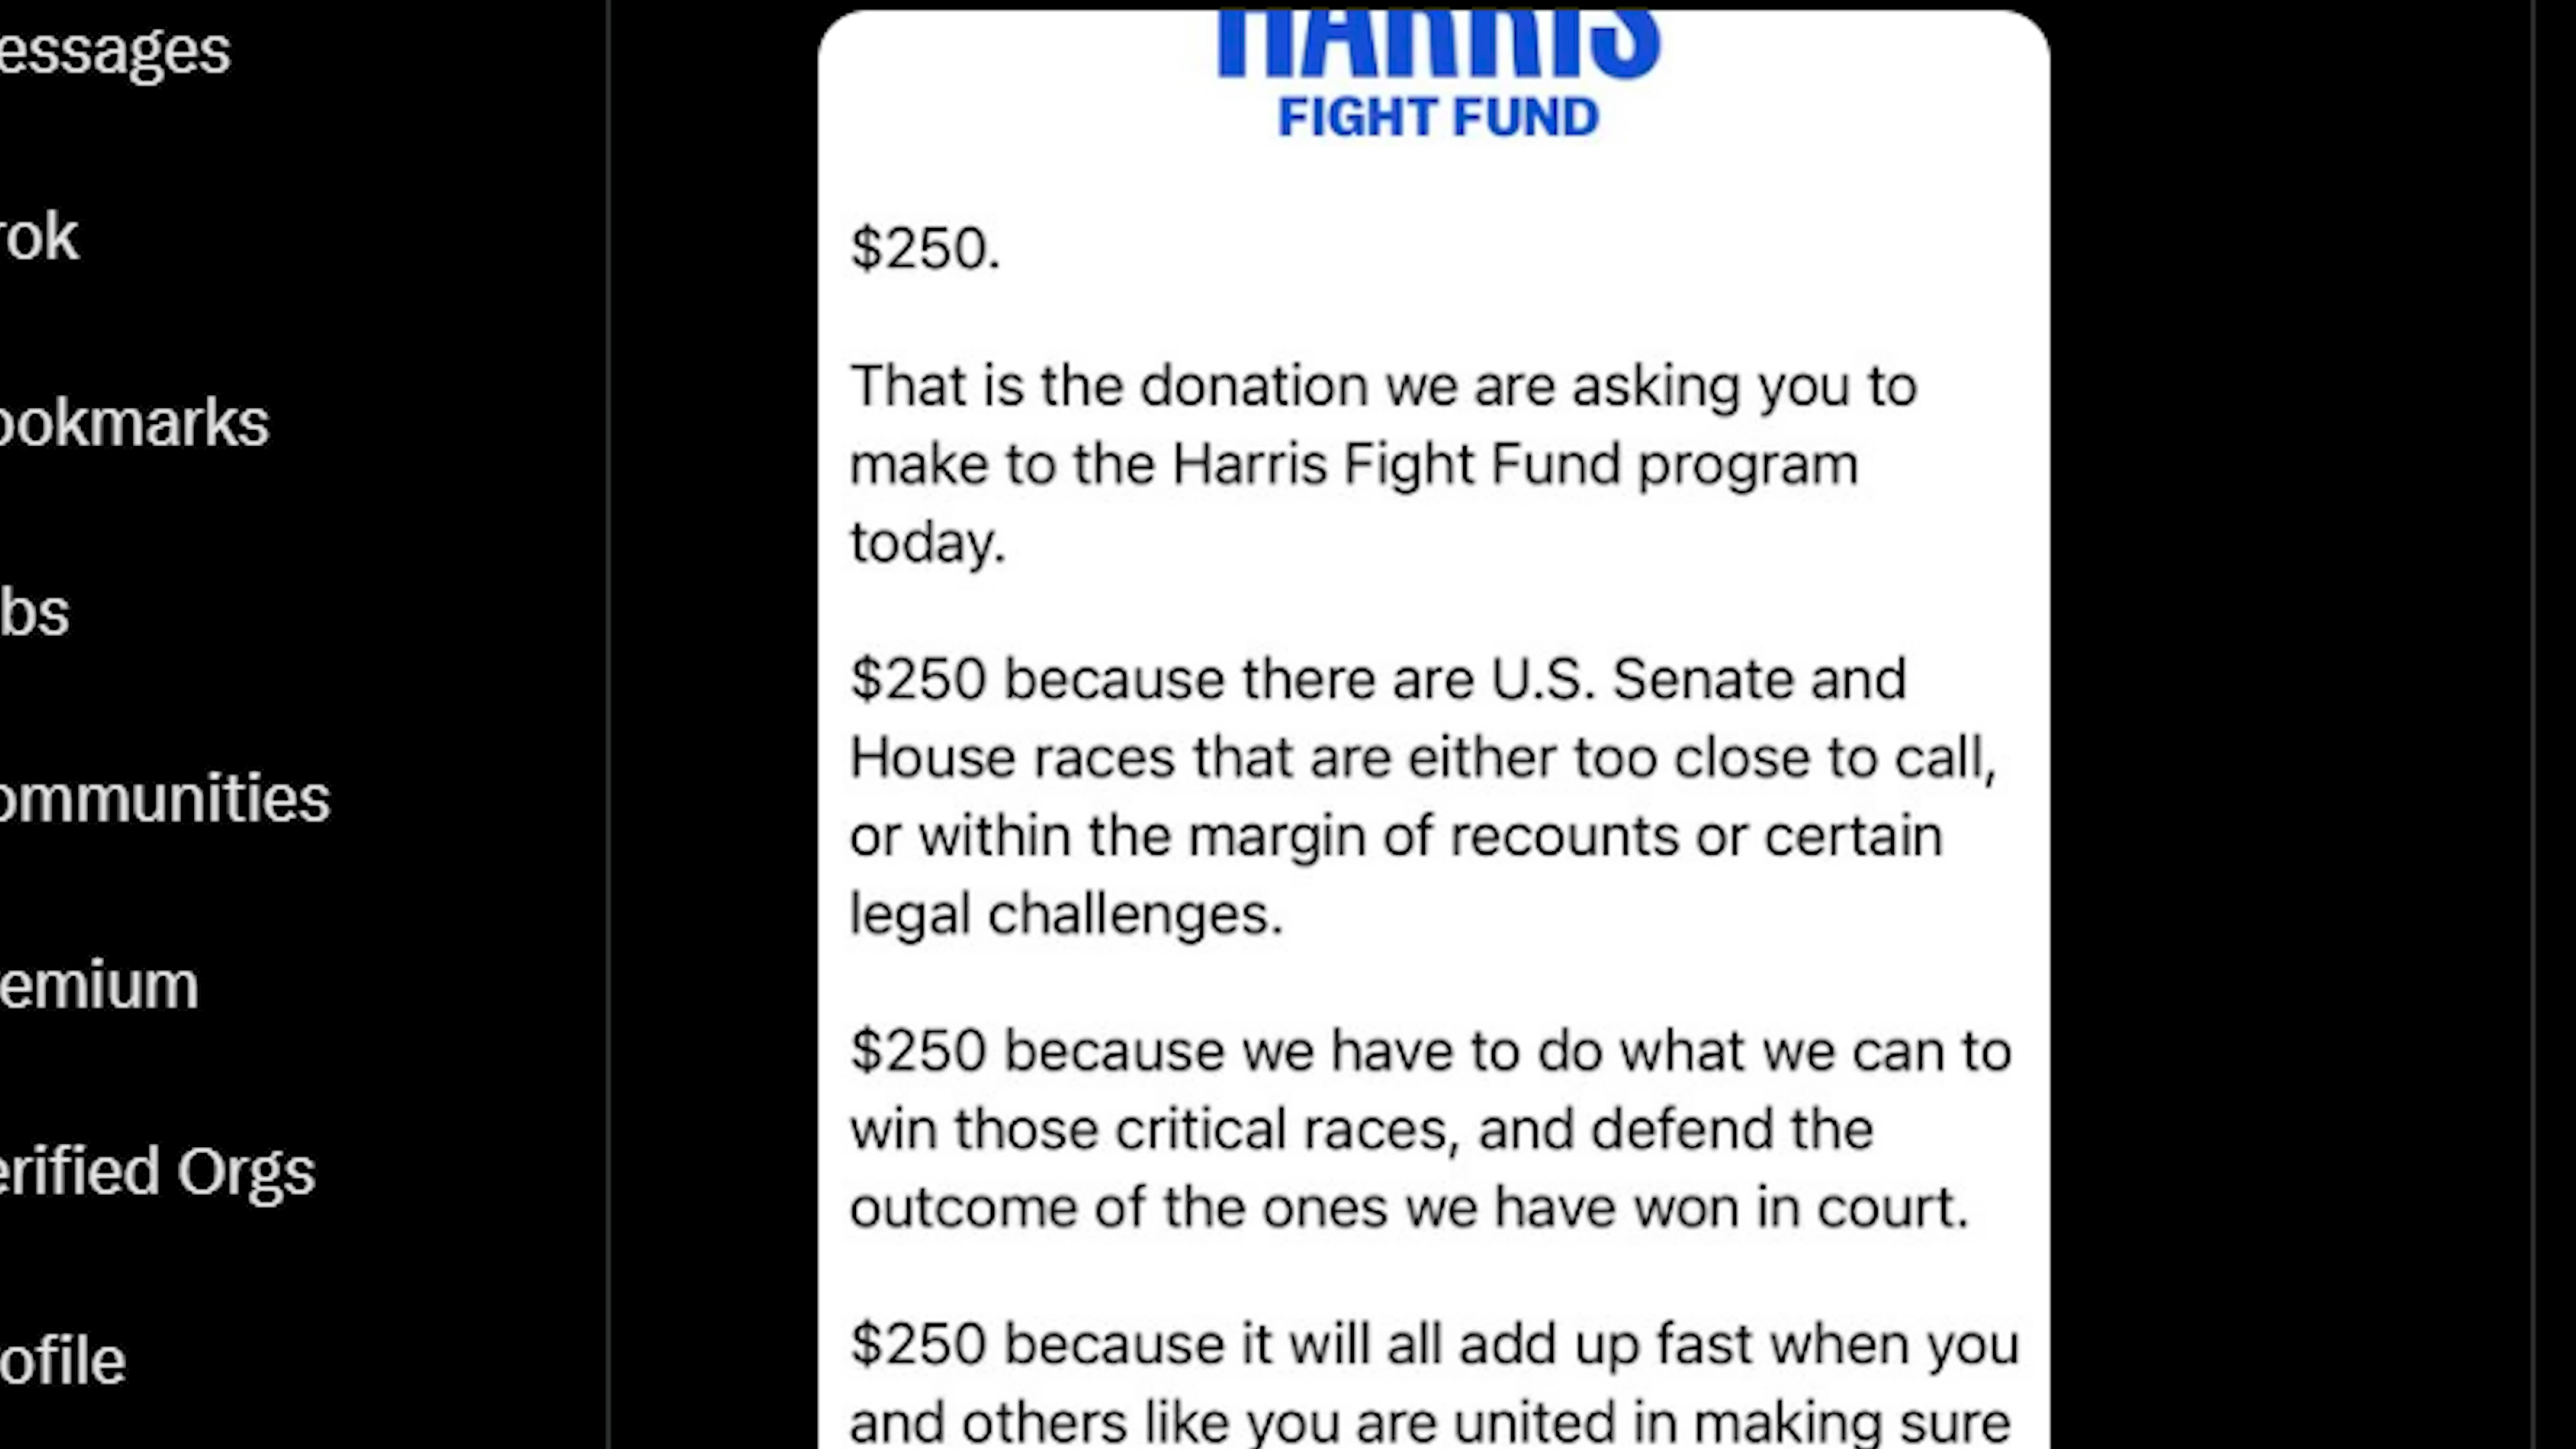 essages
rok
ookmarks
bs
ommunities
remium
erified Orgs
ofile
HARRIS
FIGHT FUND
$250.
That is the donation we are asking you to
make to the Harris Fight Fund program
today.
$250 because there are U.S. Senate and
House races that are either too close to call,
or within the margin of recounts or certain
legal challenges.
$250 because we have to do what we can to
win those critical races, and defend the
outcome of the ones we have won in court.
$250 because it will all add up fast when you
and others like you are united in making sure